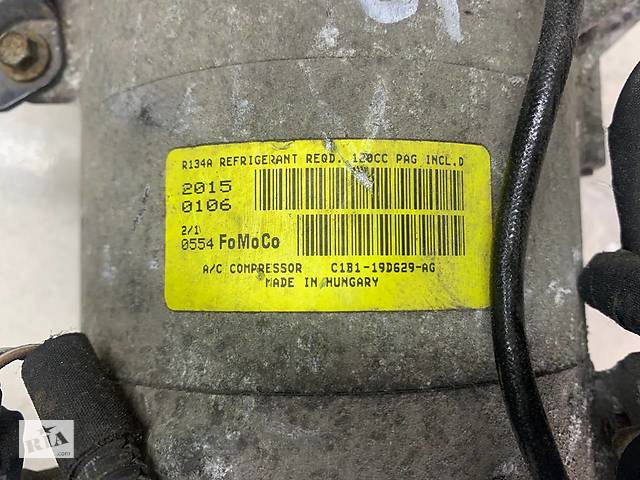 R134A REFRIGERANT REQD. 120CC PAG INCL.D
2015
0106
2/1
0554 FoMoCo
A/C COMPRESSOR C1B1-19D629-AG
MADE IN HUNGARY
RIA
.com